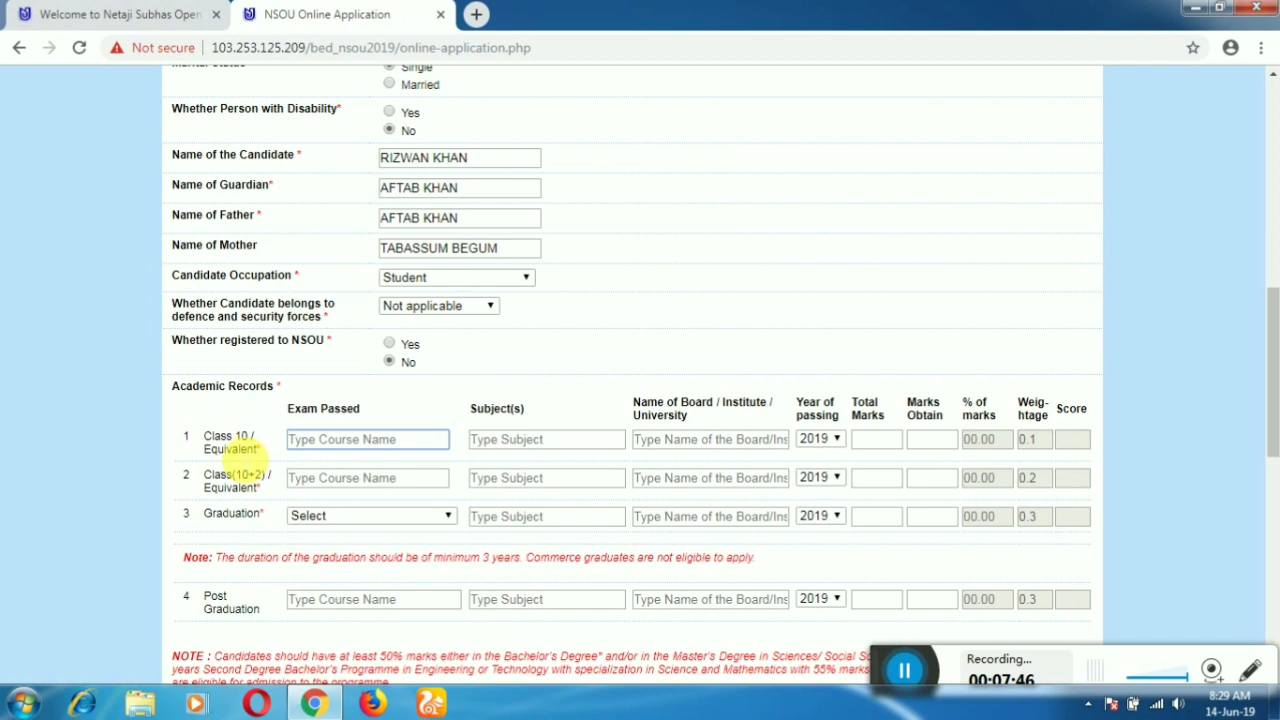 Welcome to Netaji Subhas Open
NSOU Online Application
Not secure
103.253.125.209/bed_nsou2019/online-application.php
Marital Status
Single
Married
Whether Person with Disability*
Yes
No
Name of the Candidate *
RIZWAN KHAN
Name of Guardian*
AFTAB KHAN
Name of Father *
AFTAB KHAN
Name of Mother
TABASSUM BEGUM
Candidate Occupation *
Student
Whether Candidate belongs to
defence and security forces *
Not applicable
Whether registered to NSOU *
Yes
No
Academic Records *
Exam Passed
Subject(s)
Name of Board / Institute /
University
Year of
passing
Total
Marks
Marks
Obtain
% of
marks
Weig-
htage
Score
1 Class 10 /
Equivalent*
Type Course Name Type Subject Type Name of the Board/Ins 2019 00.00 0.1
2 Class(10+2) /
Equivalent*
Type Course Name Type Subject Type Name of the Board/Ins 2019 00.00 0.2
3 Graduation* Select Type Subject Type Name of the Board/Ins 2019 00.00 0.3
Note: The duration of the graduation should be of minimum 3 years. Commerce graduates are not eligible to apply.
4 Post
Graduation
Type Course Name Type Subject Type Name of the Board/Ins 2019 00.00 0.3
NOTE : Candidates should have at least 50% marks either in the Bachelor's Degree* and/or in the Master's Degree in Sciences/ Social Sc
years Second Degree Bachelor's Programme in Engineering or Technology with specialization in Science and Mathematics with 55% marks
are eligible for admission to the programme.
Recording...
00:07:46
8:29 AM
14-Jun-19